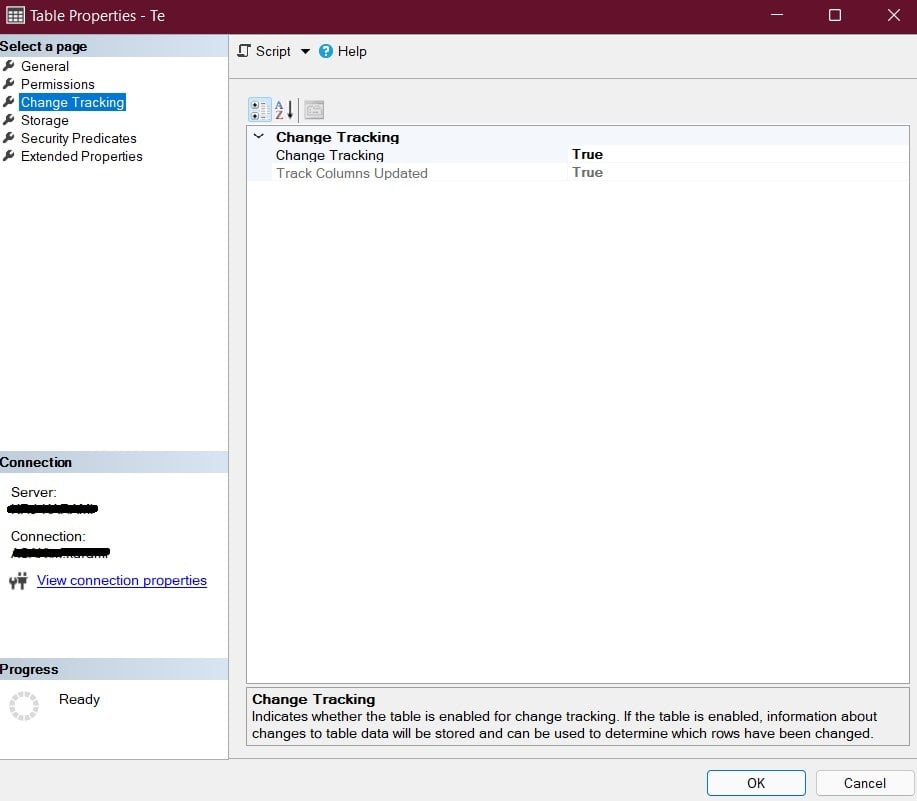 Table Properties - Te
Select a page
General
Permissions
Change Tracking
Storage
Security Predicates
Extended Properties
Script
Help
Change Tracking
Change Tracking True
Track Columns Updated True
Connection
Server:
Connection:
View connection properties
Progress
Ready
Change Tracking
Indicates whether the table is enabled for change tracking. If the table is enabled, information about
changes to table data will be stored and can be used to determine which rows have been changed.
OK
Cancel